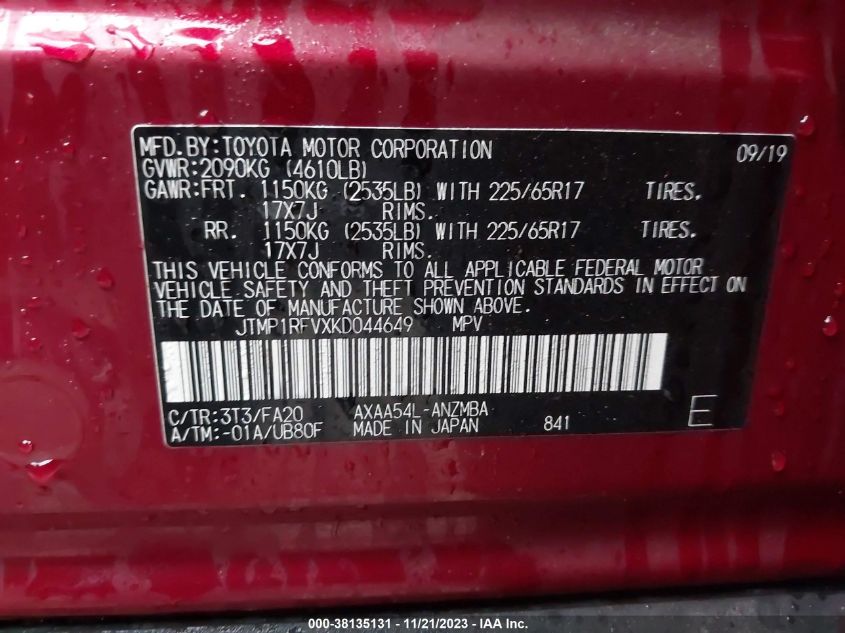 MFD.BY:TOYOTA MOTOR CORPORATION 09/19
GVWR:2090KG (4610LB)
GAWR:FRT. 1150KG (2535LB) WITH 225/65R17 TIRES.
17X7J RIMS.
RR. 1150KG (2535LB) WITH 225/65R17 TIRES.
17X7J RIMS.
THIS VEHICLE CONFORMS TO ALL APPLICABLE FEDERAL MOTOR
VEHICLE SAFETY AND THEFT PREVENTION STANDARDS IN EFFECT ON
THE DATE OF MANUFACTURE SHOWN ABOVE.
JTMP1RFVXKD044649 MPV
C/TR:3T3/FA20 AXAA54L-ANZMBA
A/TM:-01A/UB80F MADE IN JAPAN 841 E
000-38135131 - 11/21/2023 - IAA Inc.